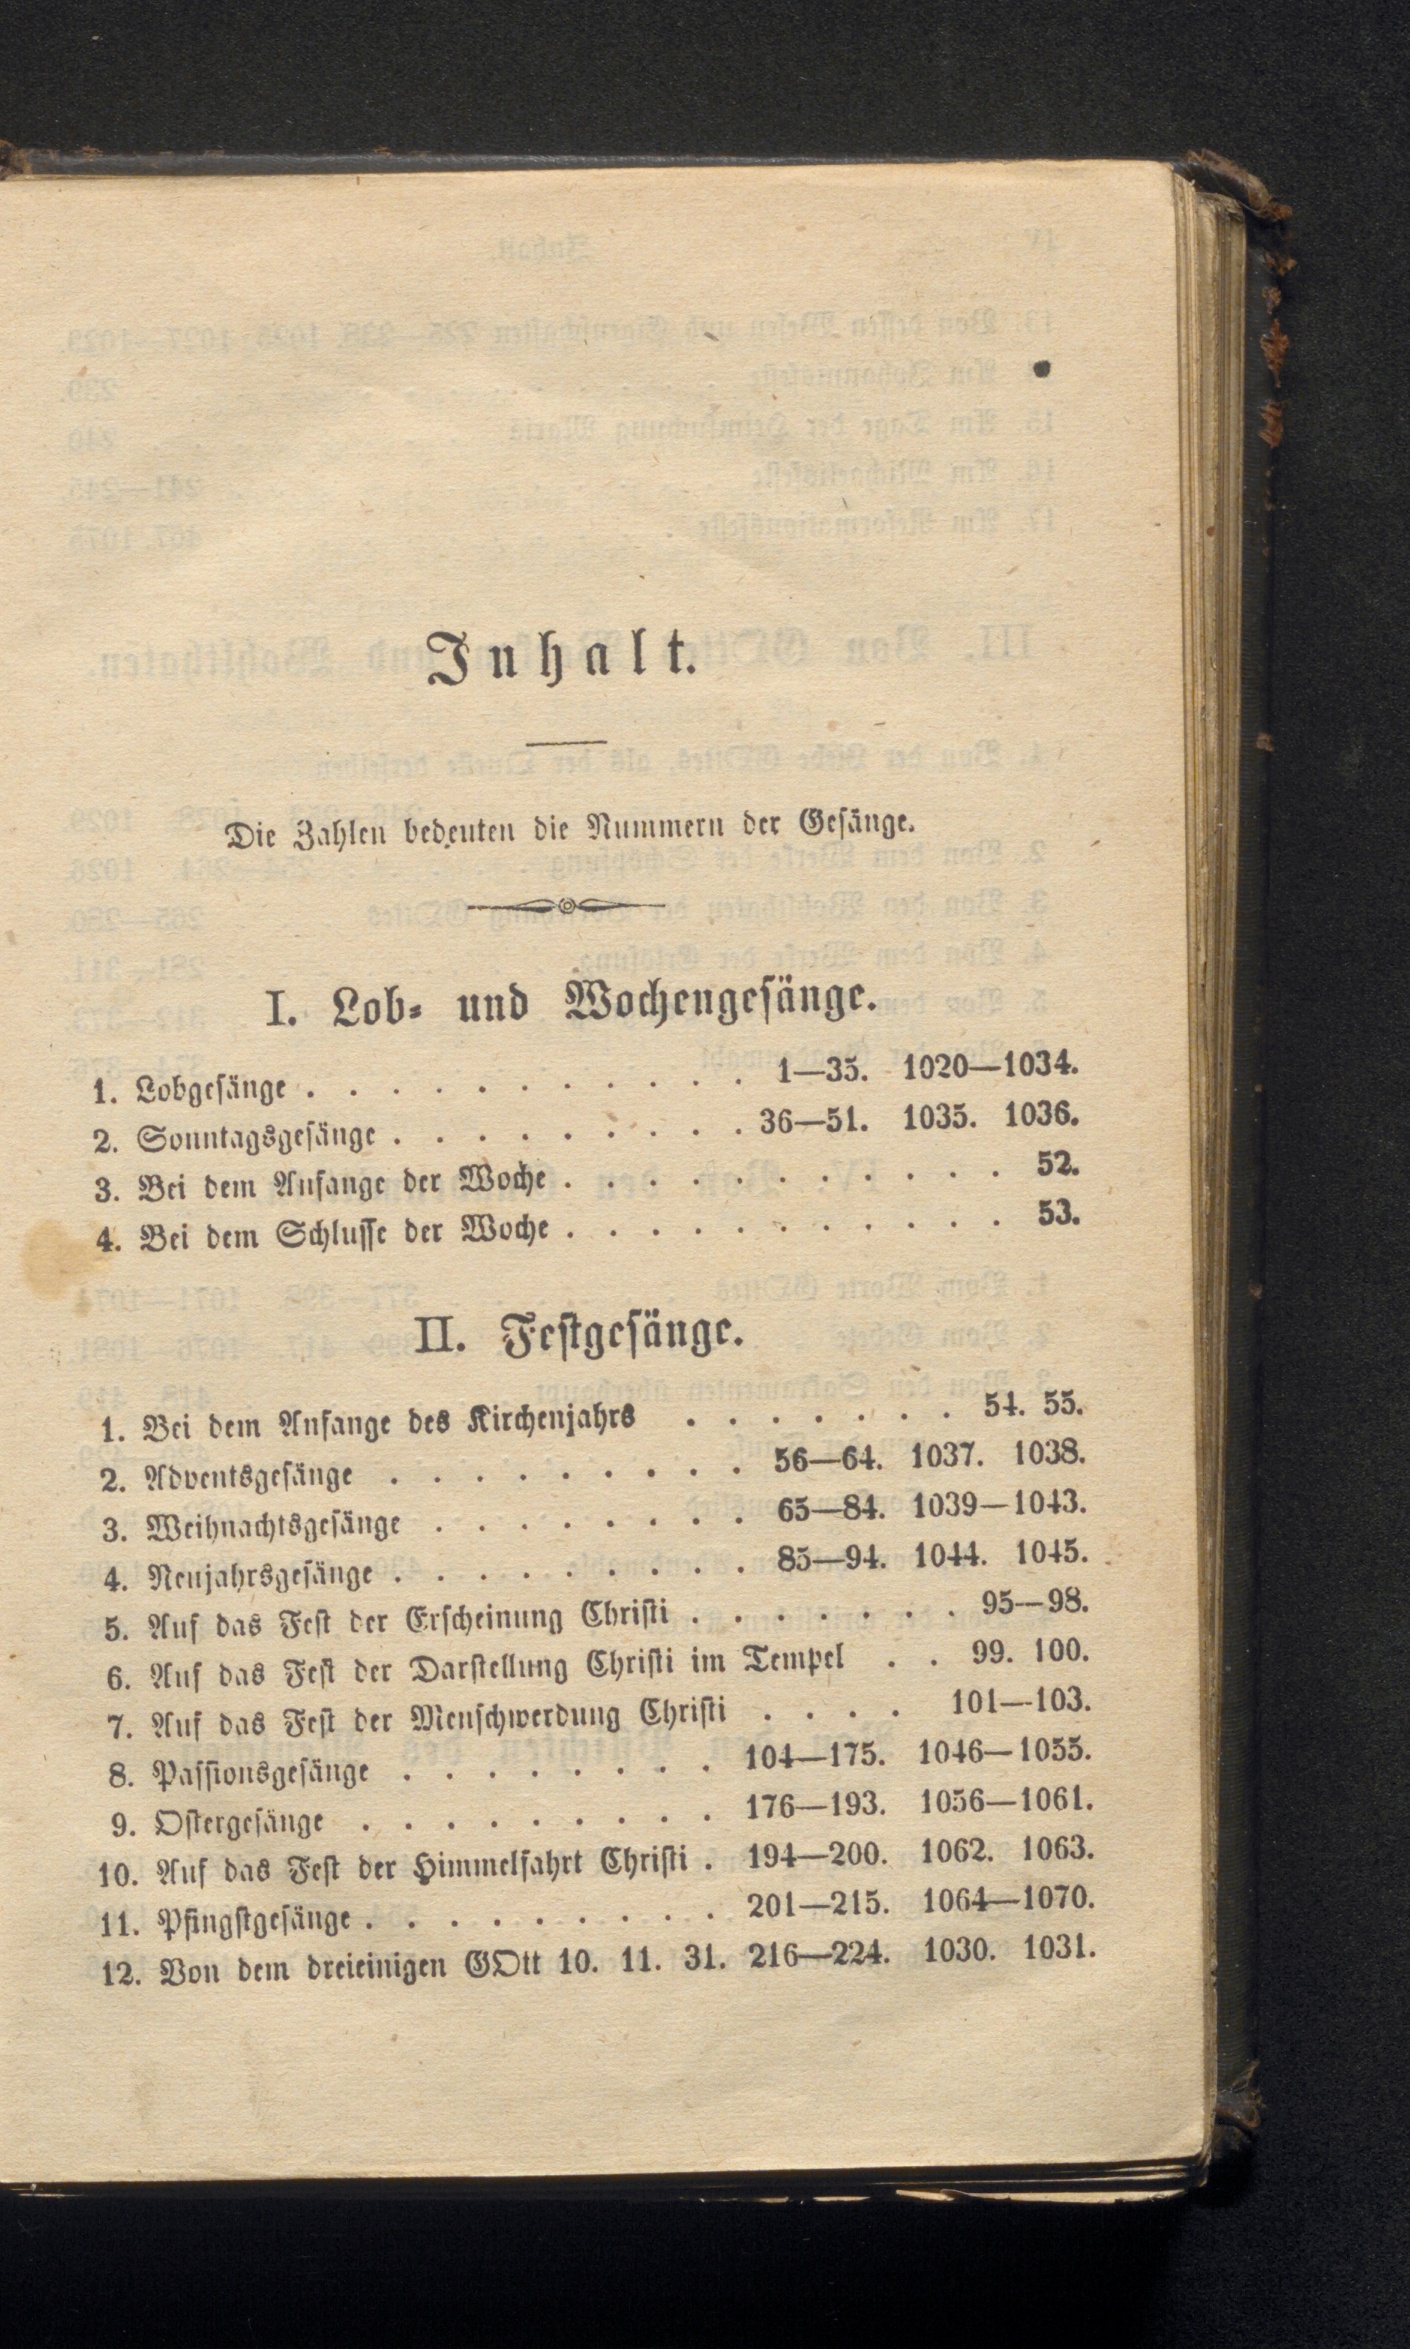 Inhalt.
Die Zahlen bedeuten die Nummern der Gesänge.
I. Lob- und Wochengesänge.
1. Lobgesänge . . . . . . . . . . . 1—35. 1020—1034.
2. Sonntagsgesänge . . . . . . . . . 36—51. 1035. 1036.
3. Bei dem Anfange der Woche . . . . . . . . . . . 52.
4. Bei dem Schlusse der Woche . . . . . . . . . . . 53.
II. Festgesänge.
1. Bei dem Anfange des Kirchenjahrs . . . . . . . 54. 55.
2. Adventsgesänge . . . . . . . . . 56—64. 1037. 1038.
3. Weihnachtsgesänge . . . . . . . . 65—84. 1039—1043.
4. Neujahrsgesänge . . . . . . . . . 85—94. 1044. 1045.
5. Auf das Fest der Erscheinung Christi . . . . . . . 95—98.
6. Auf das Fest der Darstellung Christi im Tempel . . 99. 100.
7. Auf das Fest der Menschwerdung Christi . . . . 101—103.
8. Passionsgesänge . . . . . . . . 104—175. 1046—1055.
9. Ostergesänge . . . . . . . . . 176—193. 1056—1061.
10. Auf das Fest der Himmelfahrt Christi . 194—200. 1062. 1063.
11. Pfingstgesänge . . . . . . . . . 201—215. 1064—1070.
12. Von dem dreieinigen GOtt 10. 11. 31. 216—224. 1030. 1031.